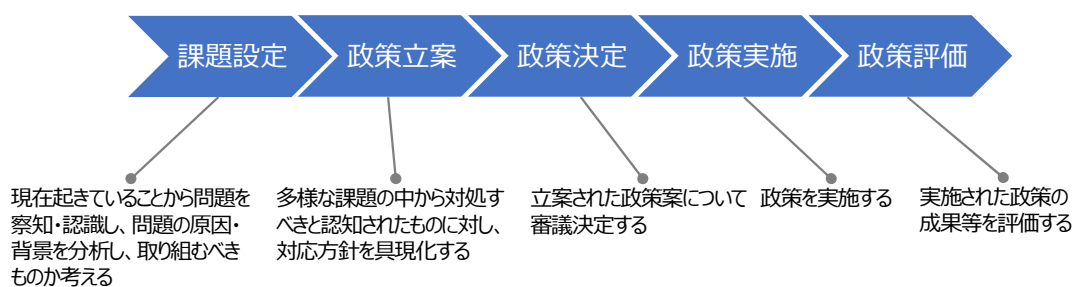 課題設定
政策立案
政策決定
政策実施
政策評価
現在起きていることから問題を
察知・認識し、問題の原因・
背景を分析し、取り組むべき
ものか考える
多様な課題の中から対処す
べきと認知されたものに対し、
対応方針を具現化する
立案された政策案について
審議決定する
政策を実施する
実施された政策の
成果等を評価する